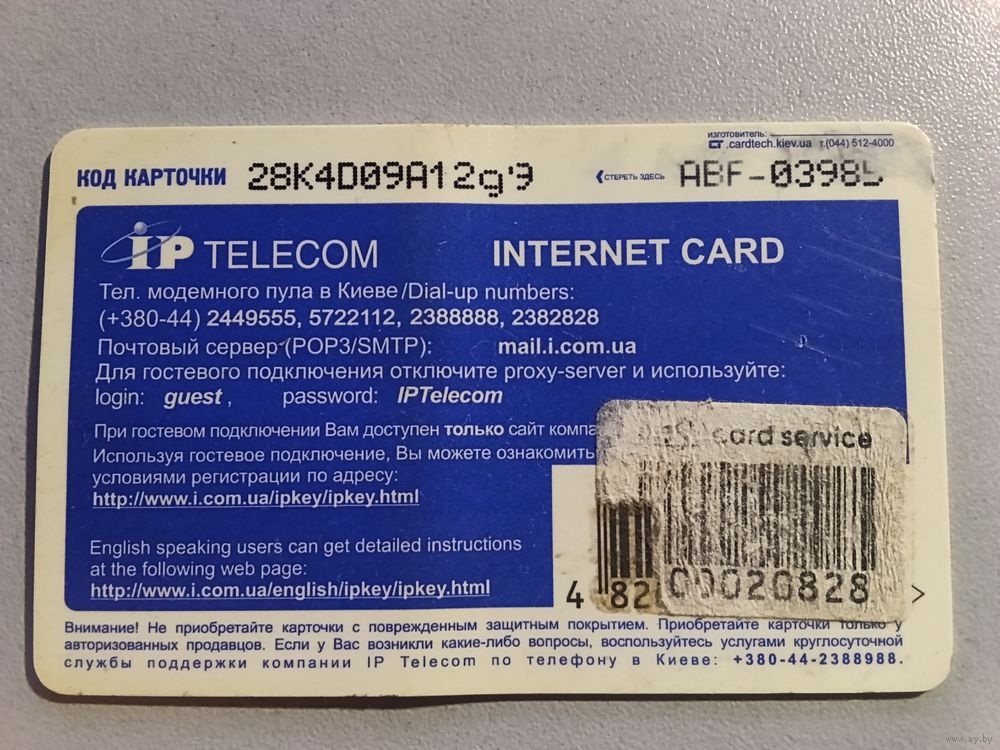 изготовитель:
CT .cardtech.kiev.ua т.(044) 512-4000
КОД КАРТОЧКИ 28K4D09A12g9 СТЕРЕТЬ ЗДЕСЬ ABF-03985
IP TELECOM INTERNET CARD
Тел. модемного пула в Киеве/Dial-up numbers:
(+380-44) 2449555, 5722112, 2388888, 2382828
Почтовый сервер (POP3/SMTP): mail.i.com.ua
Для гостевого подключения отключите proxy-server и используйте:
login: guest , password: IPTelecom
При гостевом подключении Вам доступен только сайт
card service
Используя гостевое подключение, Вы можете
условиями регистрации по адресу:
http://www.i.com.ua/ipkey/ipkey.html
English speaking users can get detailed instructions
at the following web page:
http://www.i.com.ua/english/ipkey/ipkey.html
4 82 00020828 >
Внимание! Не приобретайте карточки с поврежденным защитным покрытием. Приобретайте карточки только у
авторизованных продавцов. Если у Вас возникли какие-либо вопросы, воспользуйтесь услугами круглосуточной
службы поддержки компании IP Telecom по телефону в Киеве: +380-44-2388988.
www.ay.by